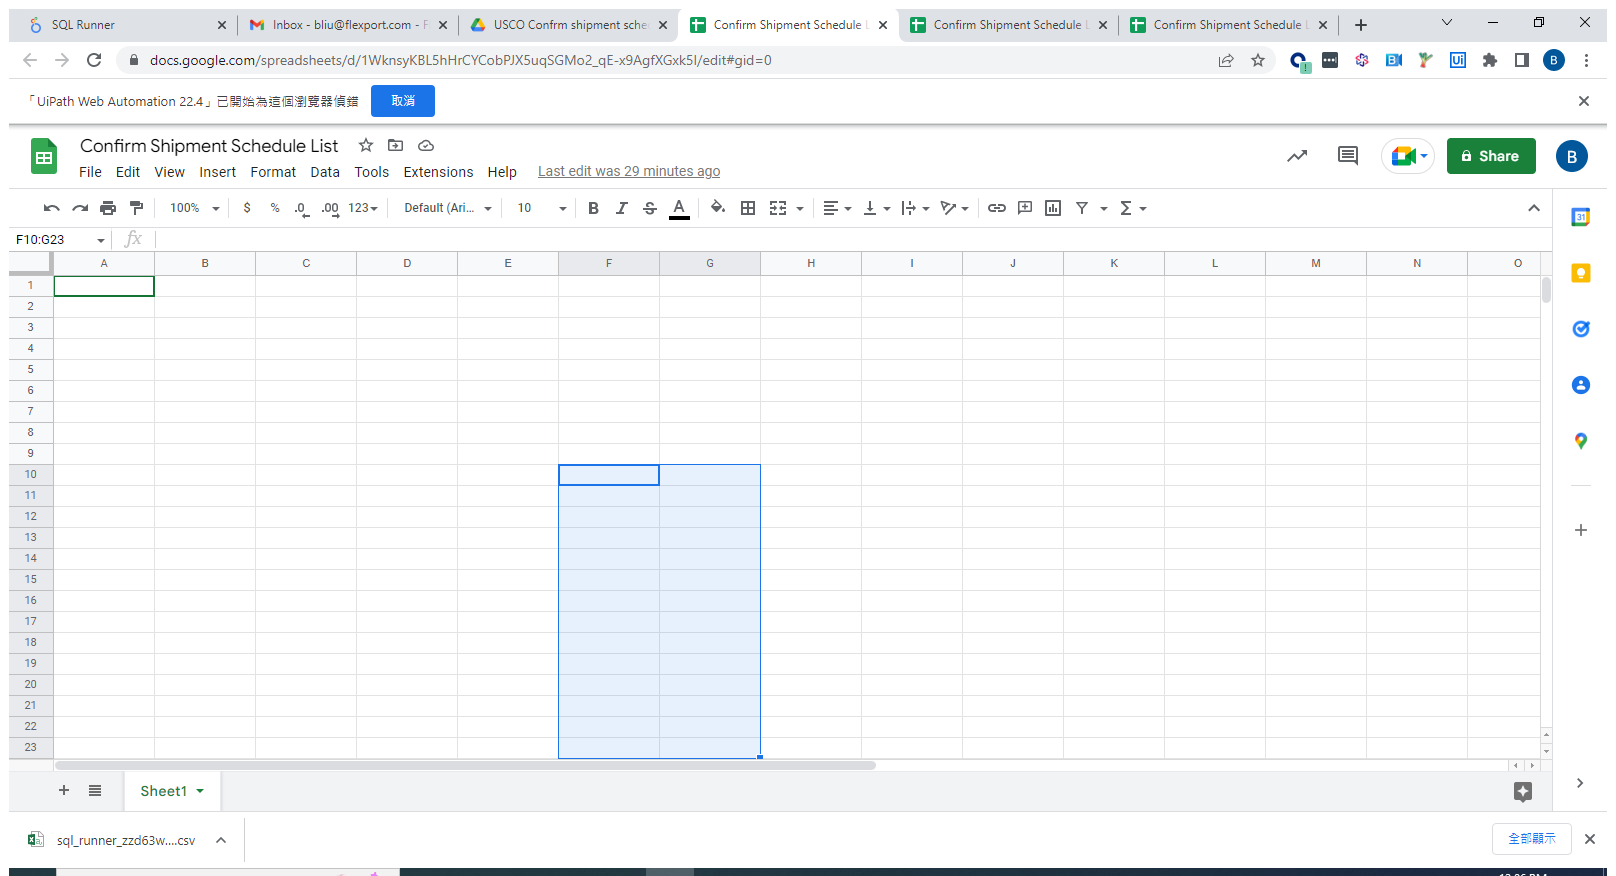 SQL Runner
Inbox - bliu@flexport.com - F
USCO Confrm shipment sche
Confirm Shipment Schedule L
Confirm Shipment Schedule L
Confirm Shipment Schedule L
docs.google.com/spreadsheets/d/1WknsyKBL5hHrCYCobPJX5uqSGMo2_qE-x9AgfXGxk5I/edit#gid=0
B
「UiPath Web Automation 22.4」已開始為這個瀏覽器偵錯
取消
Confirm Shipment Schedule List
File Edit View Insert Format Data Tools Extensions Help Last edit was 29 minutes ago
Share
B
100% $ % .0 .00 123 Default (Ari... 10 B I S A Σ
F10:G23 fx
A B C D E F G H I J K L M N O
1
2
3
4
5
6
7
8
9
10
11
12
13
14
15
16
17
18
19
20
21
22
23
31
Sheet1
sql_runner_zzd63w....csv
全部顯示